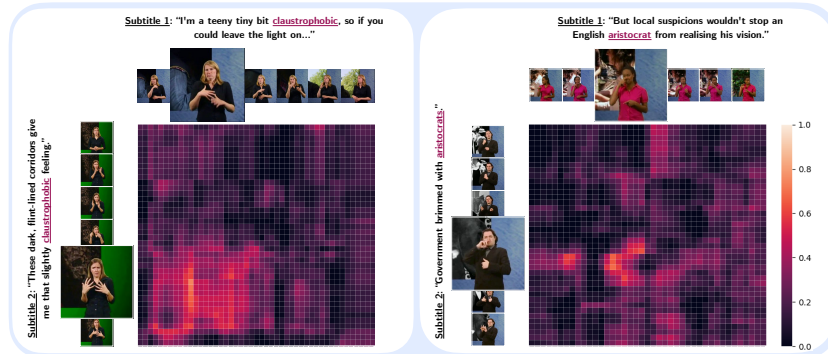 Subtitle 1: “I'm a teeny tiny bit claustrophobic, so if you
could leave the light on...”
Subtitle 2: “These dark, flint-lined corridors give
me that slightly claustrophobic feeling.”
Subtitle 1: “But local suspicions wouldn't stop an
English aristocrat from realising his vision.”
Subtitle 2: “Government brimmed with aristocrats.”
1.0
0.8
0.6
0.4
0.2
0.0